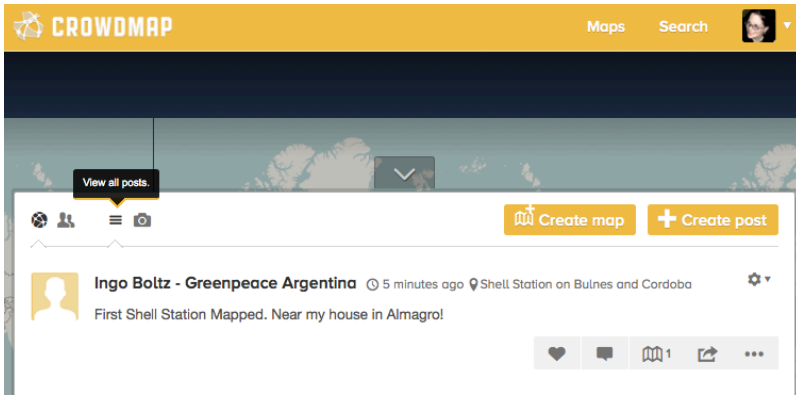 CROWDMAP
Maps Search
View all posts.
Create map Create post
Ingo Boltz - Greenpeace Argentina 5 minutes ago Shell Station on Bulnes and Cordoba
First Shell Station Mapped. Near my house in Almagro!
1